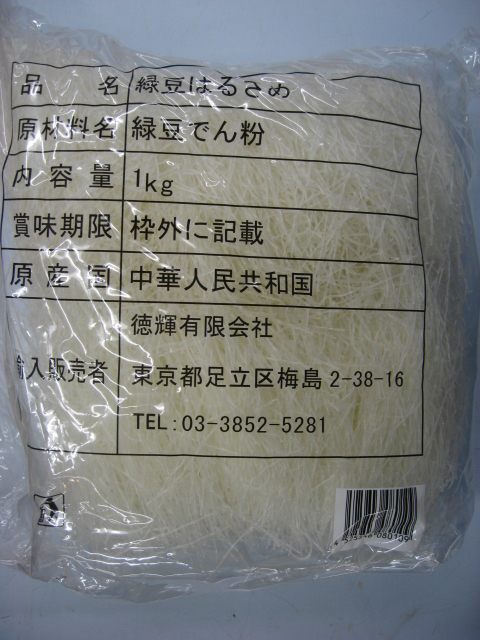 品名 緑豆はるさめ
原材料名 緑豆でん粉
内容量 1kg
賞味期限 枠外に記載
原産国 中華人民共和国
輸入販売者 徳輝有限会社
東京都足立区梅島2-38-16
TEL:03-3852-5281